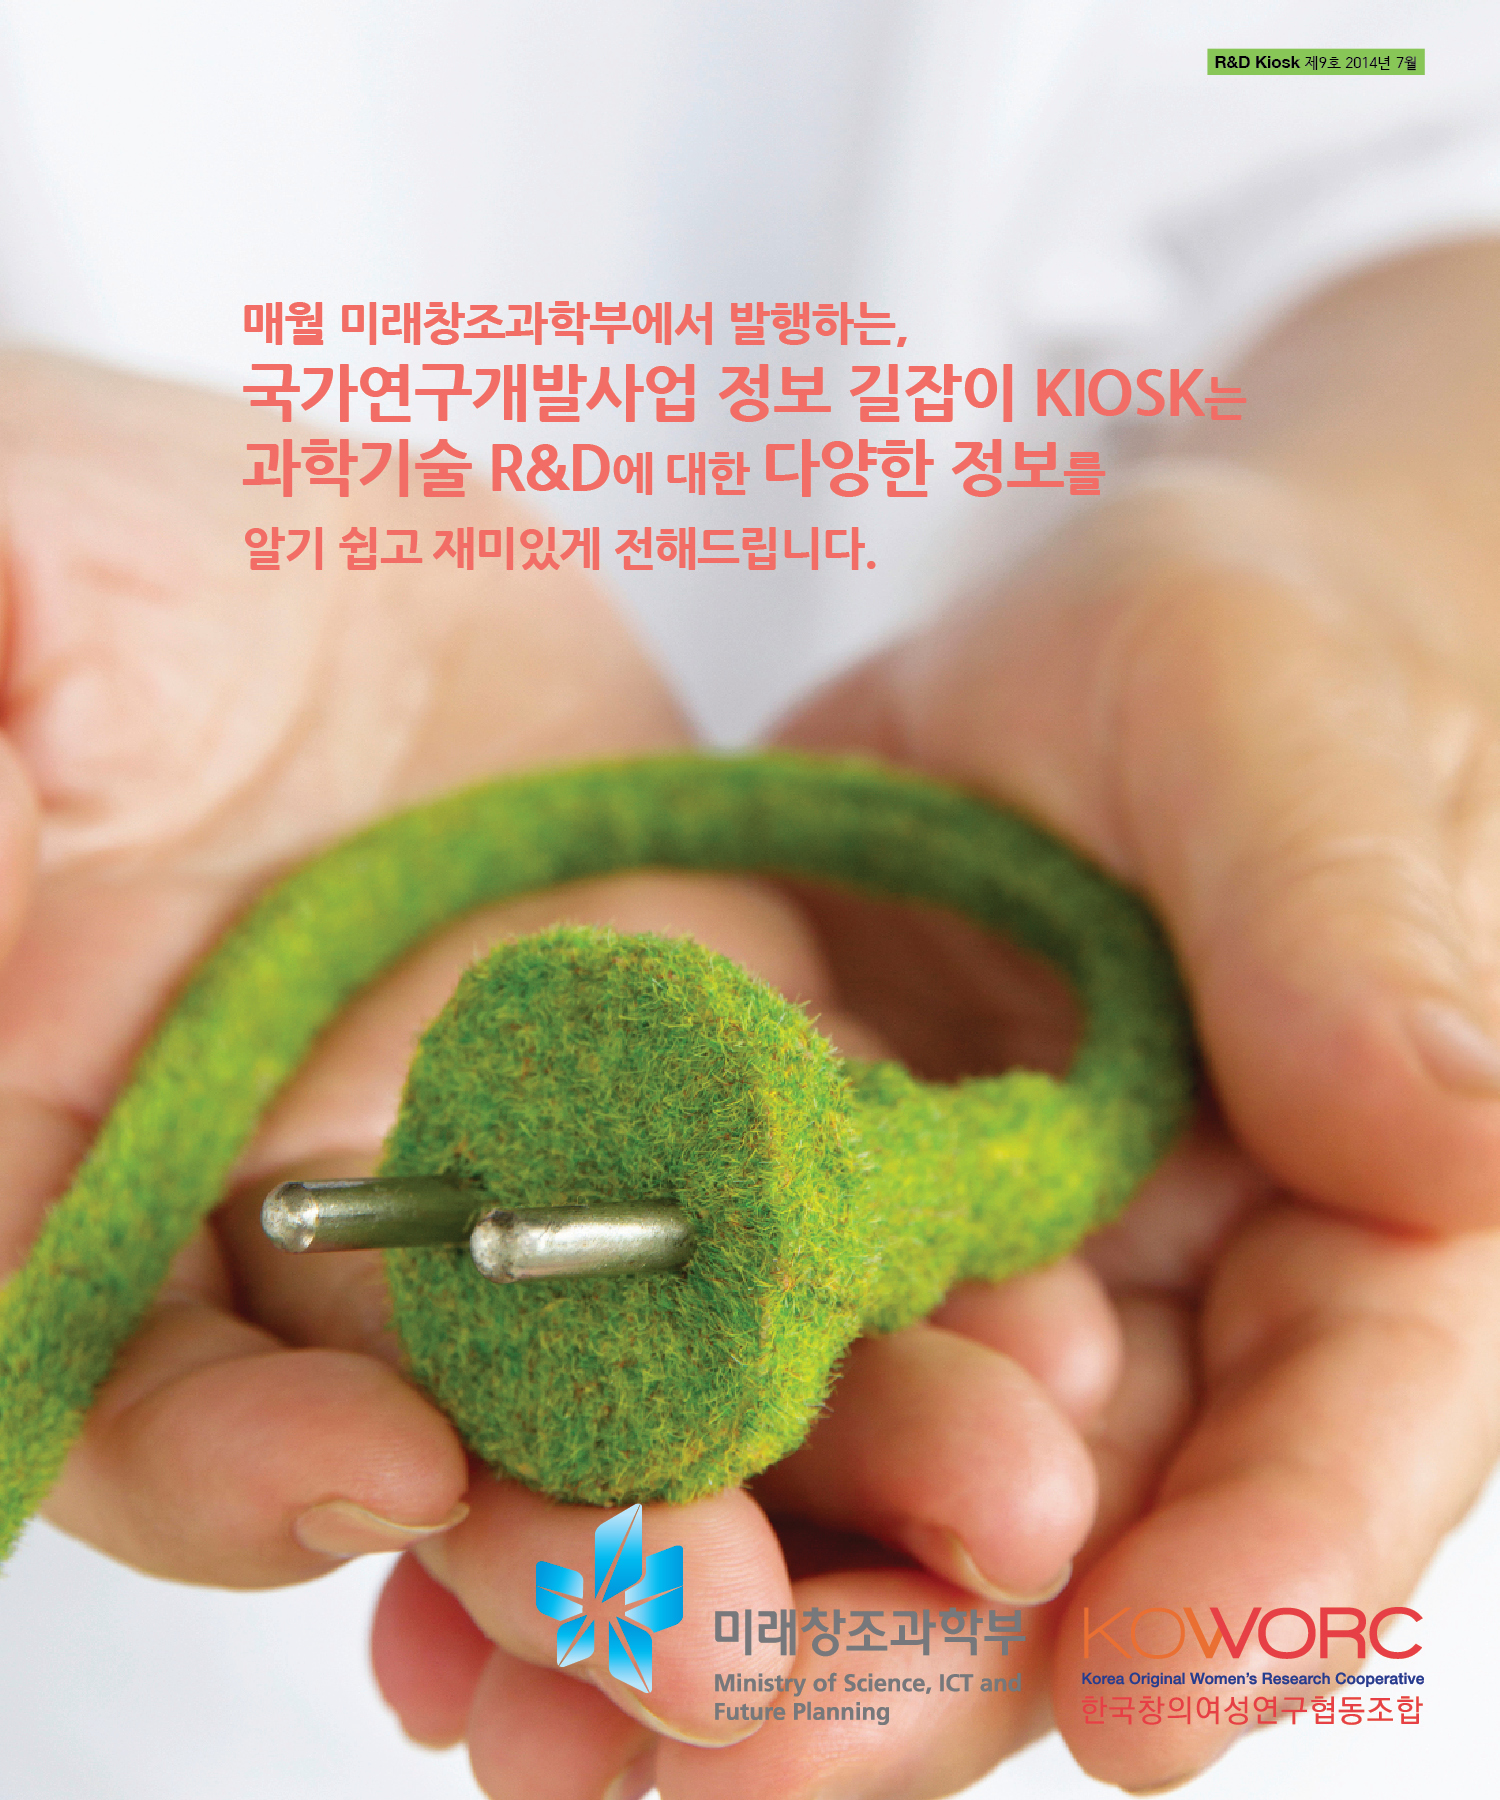 R&D Kiosk 제9호 2014년 7월
매월 미래창조과학부에서 발행하는,
국가연구개발사업 정보 길잡이 KIOSK는
과학기술 R&D에 대한 다양한 정보를
알기 쉽고 재미있게 전해드립니다.
미래창조과학부
Ministry of Science, ICT and
Future Planning
KOWORC
Korea Original Women's Research Cooperative
한국창의여성연구협동조합